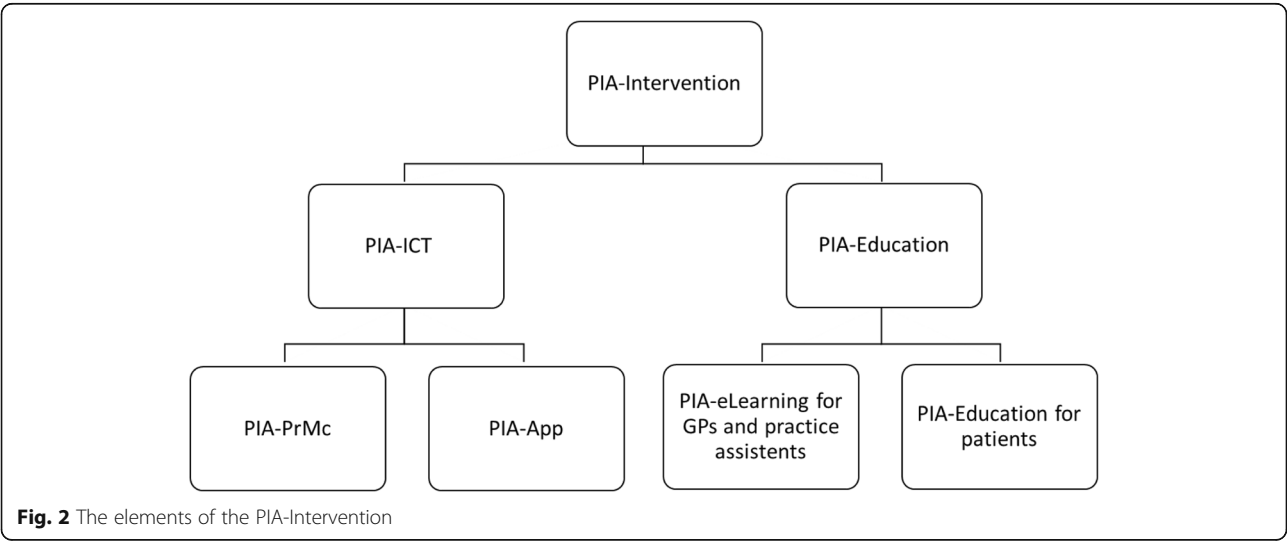 PIA-Intervention
PIA-ICT
PIA-Education
PIA-PrMc
PIA-App
PIA-eLearning for
GPs and practice
assistents
PIA-Education for
patients
Fig. 2 The elements of the PIA-Intervention